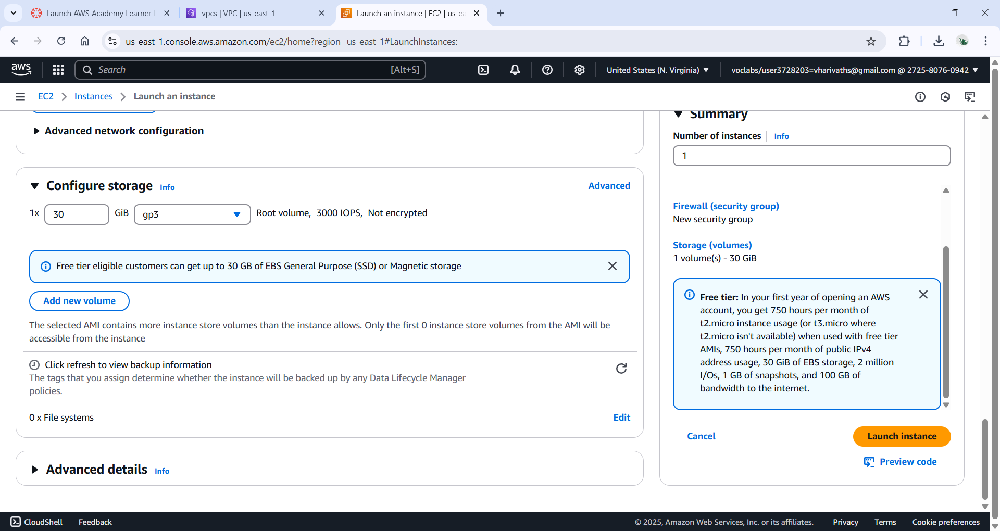 Launch AWS Academy Learner
vpcs | VPC | us-east-1
Launch an instance | EC2 | us-ea
us-east-1.console.aws.amazon.com/ec2/home?region=us-east-1#LaunchInstances:
aws
Search
[Alt+S]
United States (N. Virginia)
voclabs/user3728203=vharivaths@gmail.com @ 2725-8076-0942
EC2
Instances
Launch an instance
Advanced network configuration
Configure storage Info
Advanced
1x 30 GiB gp3 Root volume, 3000 IOPS, Not encrypted
Free tier eligible customers can get up to 30 GB of EBS General Purpose (SSD) or Magnetic storage
Add new volume
The selected AMI contains more instance store volumes than the instance allows. Only the first 0 instance store volumes from the AMI will be
accessible from the instance
Click refresh to view backup information
The tags that you assign determine whether the instance will be backed up by any Data Lifecycle Manager
policies.
0 x File systems
Edit
Advanced details Info
Summary
Number of instances Info
1
Firewall (security group)
New security group
Storage (volumes)
1 volume(s) - 30 GiB
Free tier: In your first year of opening an AWS
account, you get 750 hours per month of
t2.micro instance usage (or t3.micro where
t2.micro isn't available) when used with free tier
AMIs, 750 hours per month of public IPv4
address usage, 30 GiB of EBS storage, 2 million
I/Os, 1 GB of snapshots, and 100 GB of
bandwidth to the internet.
Cancel
Launch instance
Preview code
CloudShell
Feedback
© 2025, Amazon Web Services, Inc. or its affiliates.
Privacy
Terms
Cookie preferences